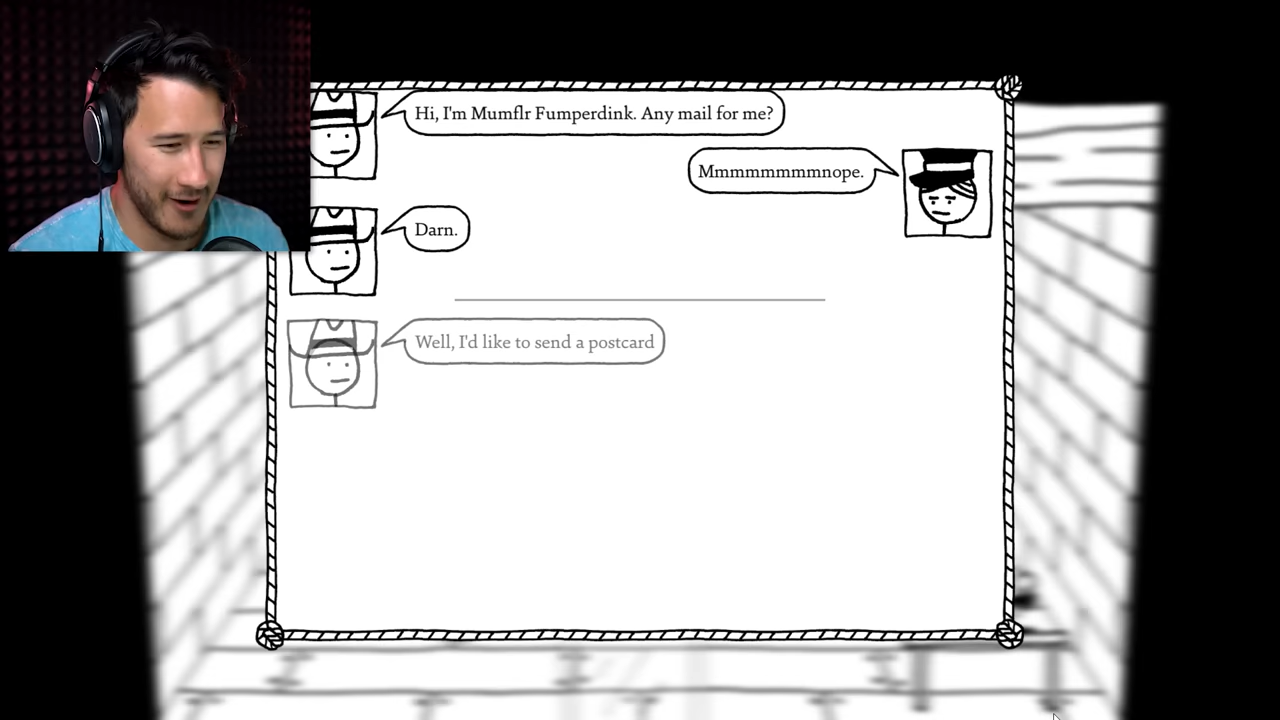 Hi, I'm Mumflr Fumperdink. Any mail for me?
Mmmmmmmmnope.
Darn.
Well, I'd like to send a postcard